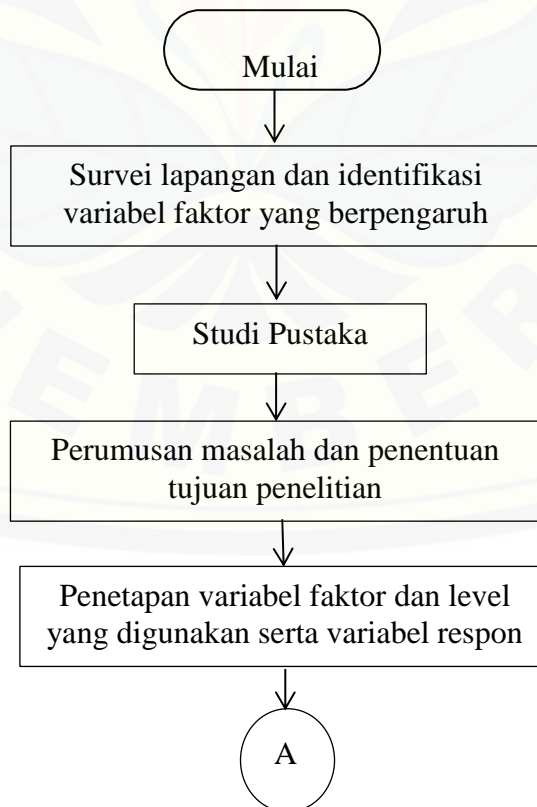 Mulai
Survei lapangan dan identifikasi
variabel faktor yang berpengaruh
Studi Pustaka
Perumusan masalah dan penentuan
tujuan penelitian
Penetapan variabel faktor dan level
yang digunakan serta variabel respon
A
EMBER